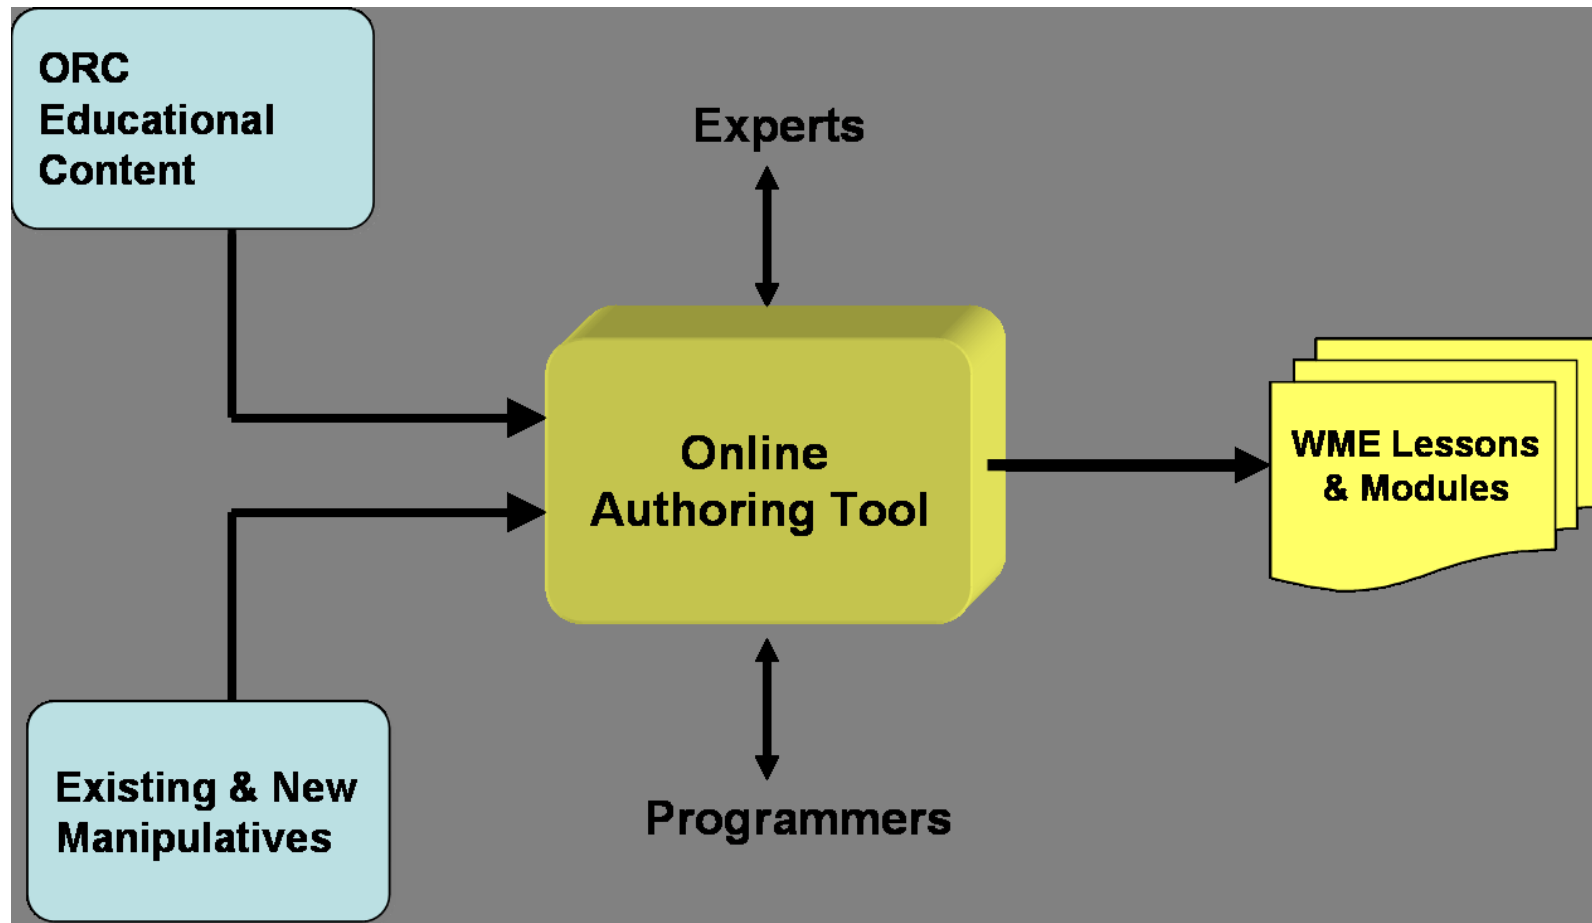 ORC
Educational
Content
Experts
Online
Authoring Tool
WME Lessons
& Modules
Existing & New
Manipulatives
Programmers